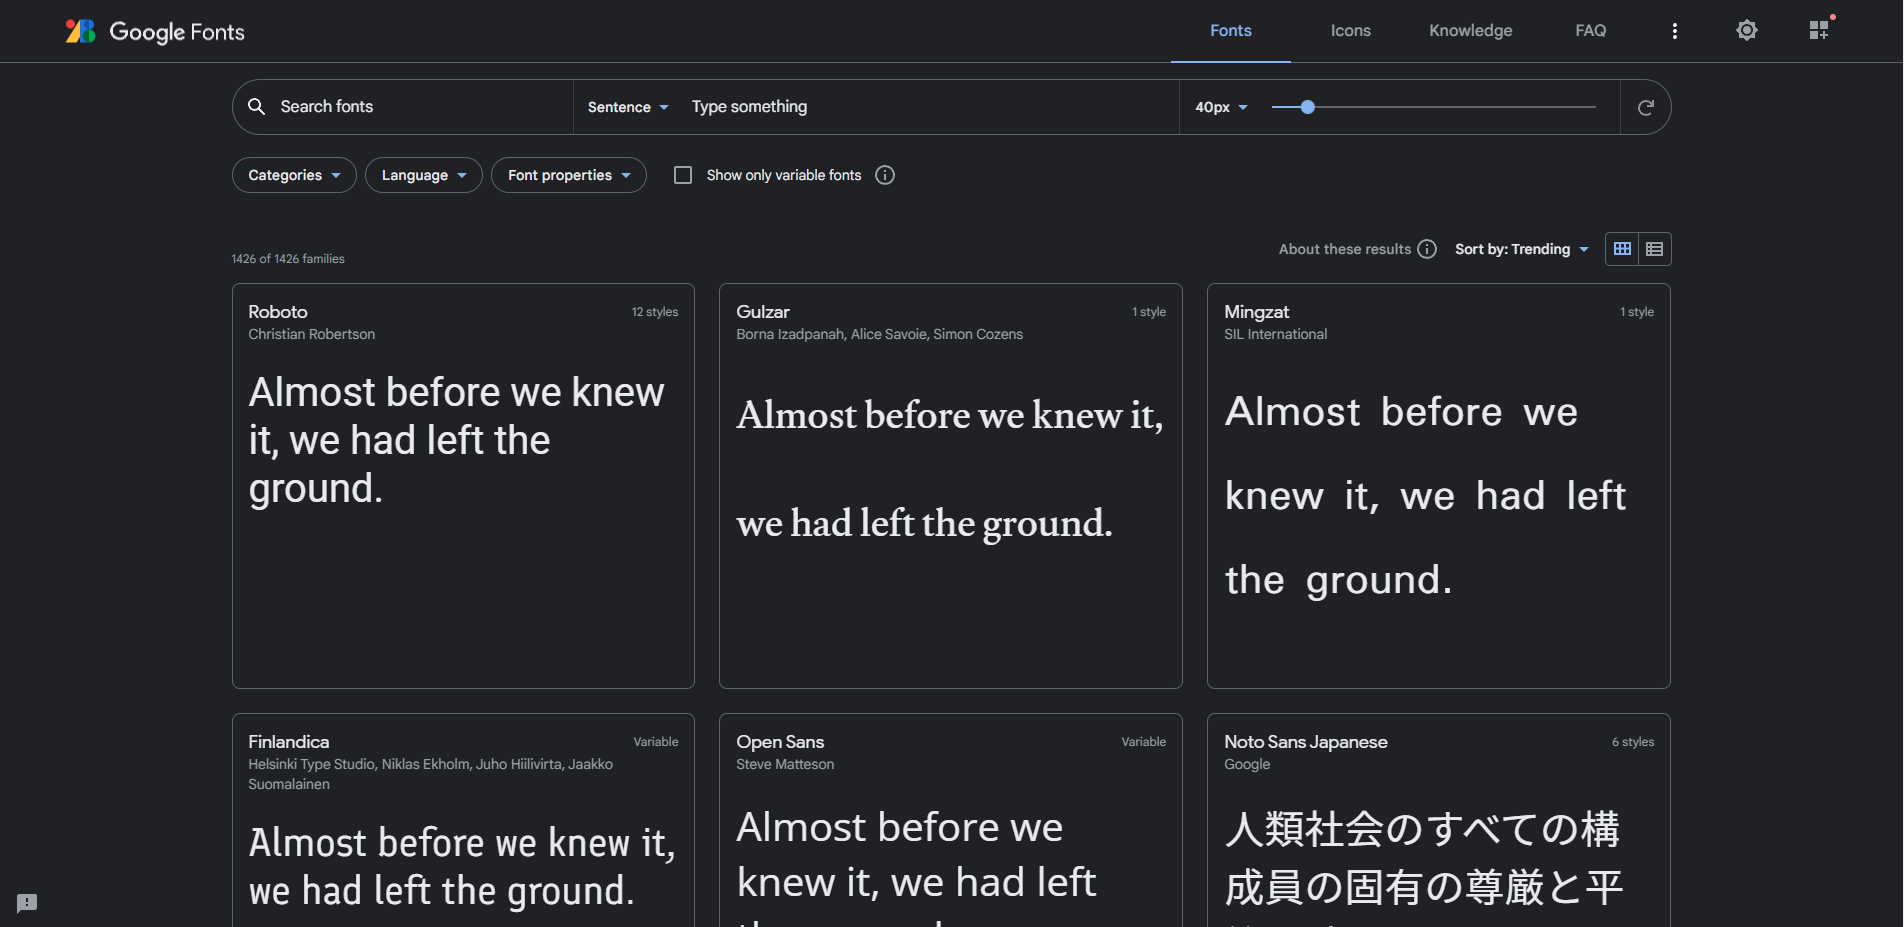 Google Fonts
Fonts
Icons
Knowledge
FAQ
Search fonts
Sentence
Type something
40px
Categories
Language
Font properties
Show only variable fonts
1426 of 1426 families
About these results
Sort by: Trending
Roboto
12 styles
Christian Robertson
Almost before we knew
it, we had left the
ground.
Gulzar
1 style
Borna Izadpanah, Alice Savoie, Simon Cozens
Almost before we knew it,
we had left the ground.
Mingzat
1 style
SIL International
Almost before we
knew it, we had left
the ground.
Finlandica
Variable
Helsinki Type Studio, Niklas Ekholm, Juho Hiilivirta, Jaakko
Suomalainen
Almost before we knew it,
we had left the ground.
Open Sans
Variable
Steve Matteson
Almost before we
knew it, we had left
Noto Sans Japanese
6 styles
Google
人類社会のすべての構
成員の固有の尊厳と平